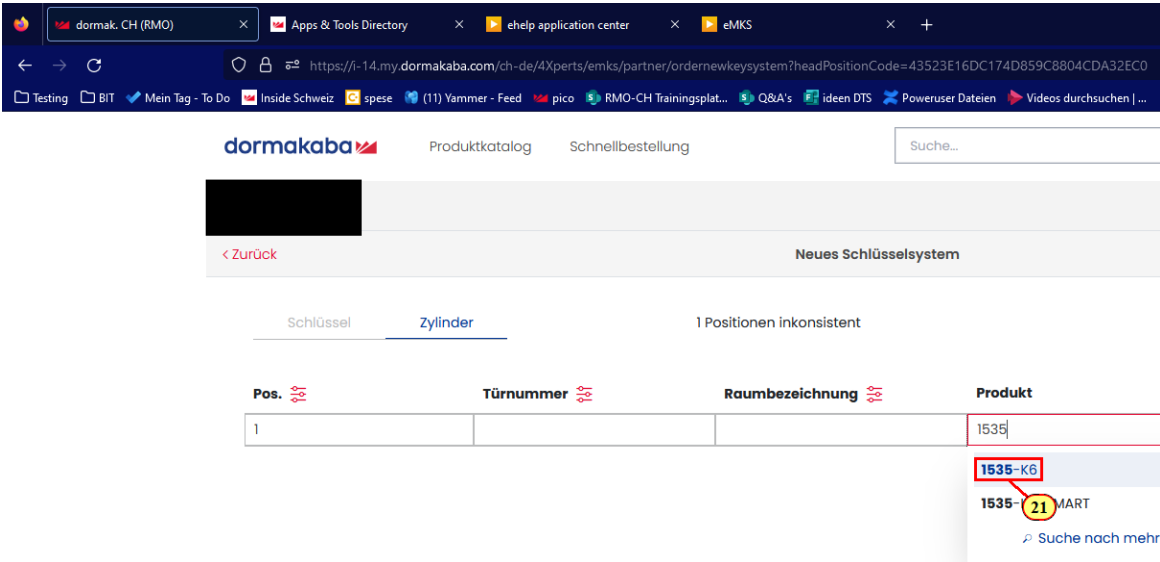 dormak. CH (RMO) Apps & Tools Directory ehelp application center eMKS
https://i-14.my.dormakaba.com/ch-de/4Xperts/emks/partner/ordernewkeysystem?headPositionCode=43523E16DC174D859C8804CDA32EC0
Testing BIT Mein Tag - To Do Inside Schweiz spese (11) Yammer - Feed pico RMO-CH Trainingsplat... Q&A's ideen DTS Poweruser Dateien Videos durchsuchen | ...
dormakaba Produktkatalog Schnellbestellung Suche...
< Zurück Neues Schlüsselsystem
Schlüssel Zylinder 1 Positionen inkonsistent
Pos. Türnummer Raumbezeichnung Produkt
1 1535
1535-K6
1535- MART
21
Suche nach mehr